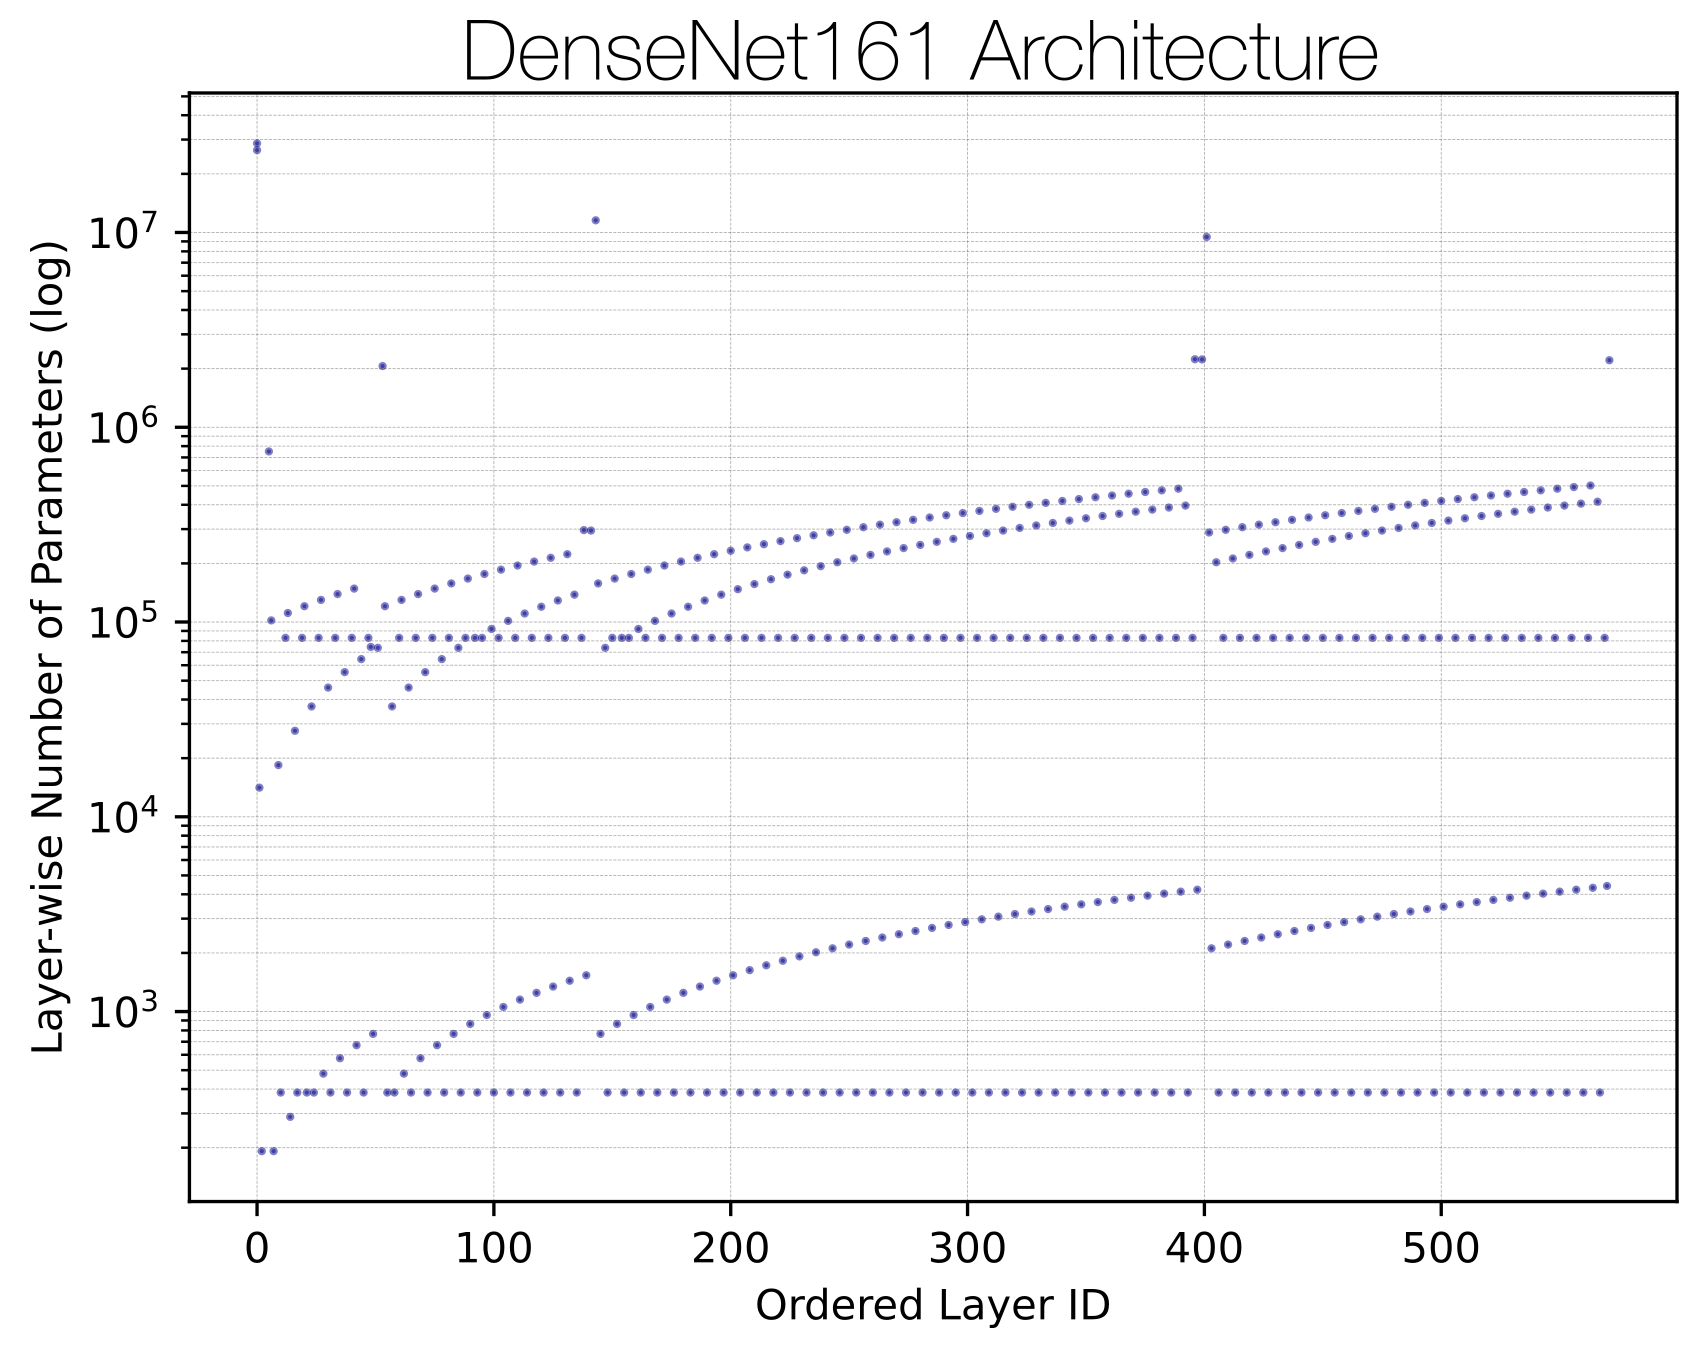 DenseNet161 Architecture
Layer-wise Number of Parameters (log)
10^7
10^6
10^5
10^4
10^3
0 100 200 300 400 500
Ordered Layer ID